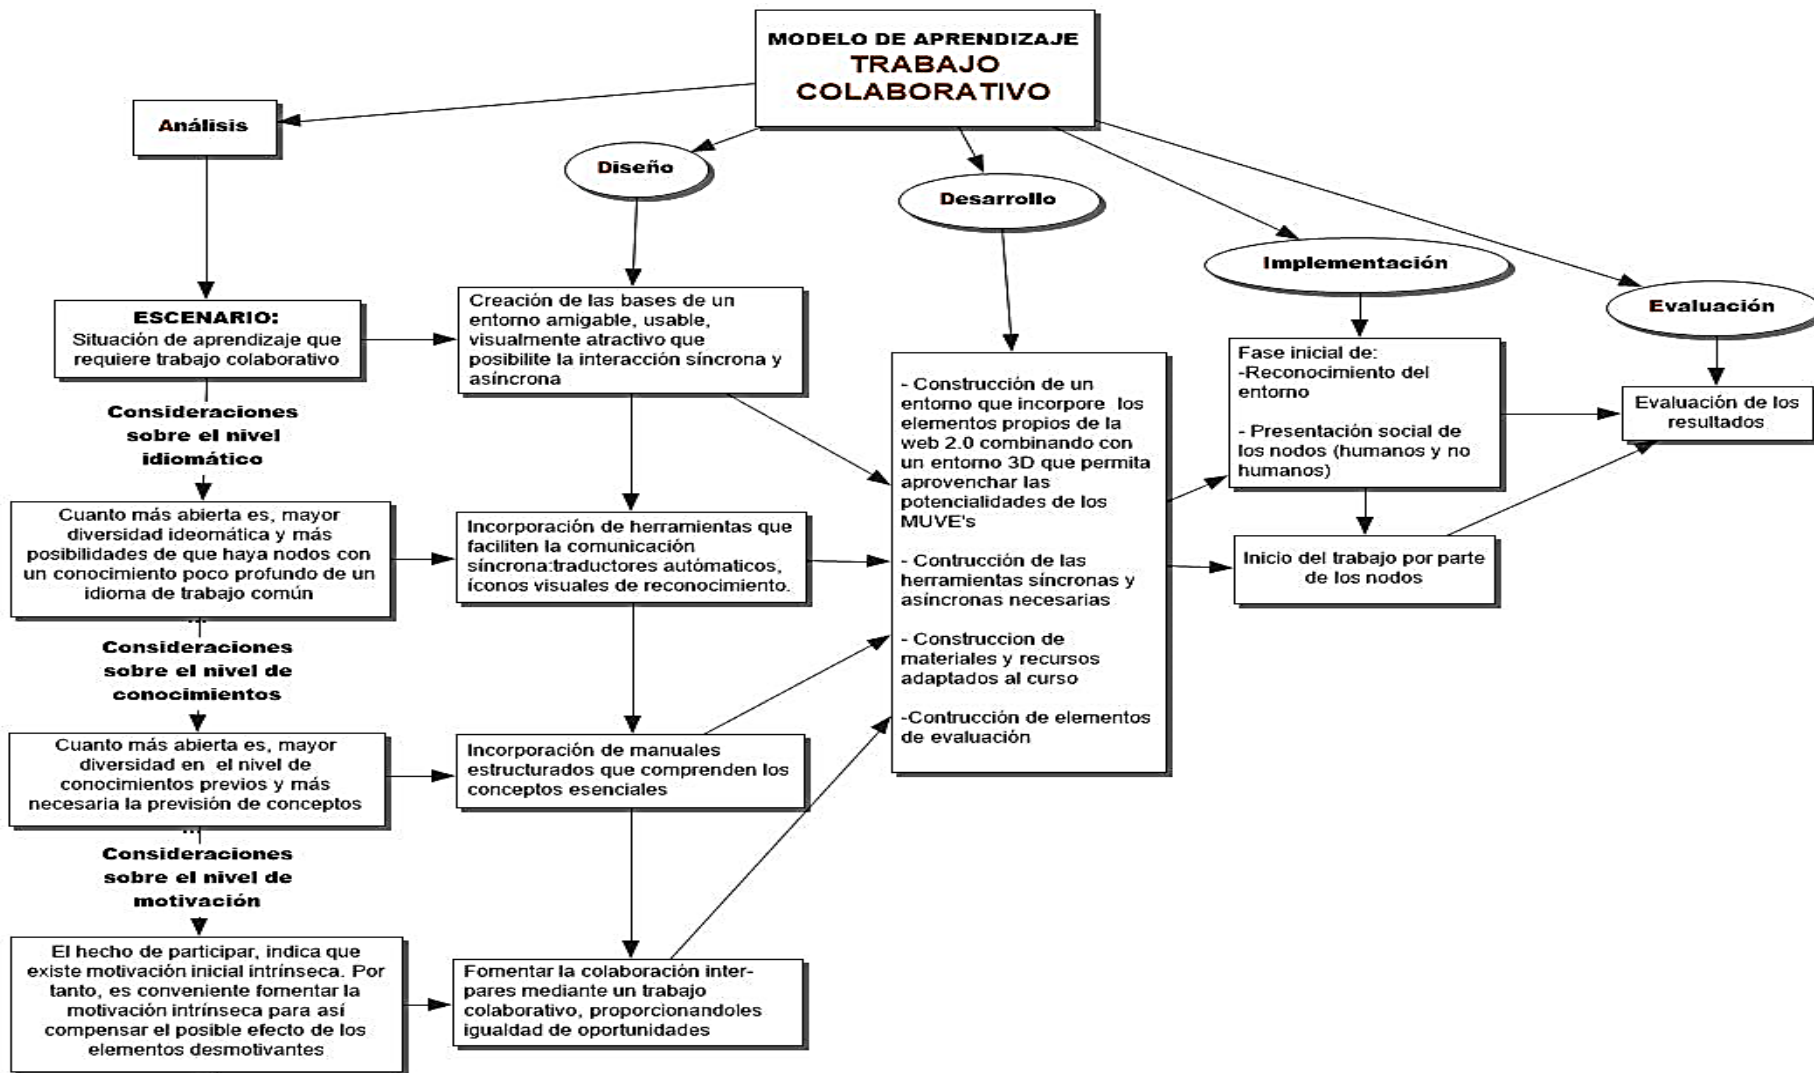 MODELO DE APRENDIZAJE
TRABAJO
COLABORATIVO
Análisis
Diseño
Desarrollo
Implementación
Evaluación
ESCENARIO:
Situación de aprendizaje que
requiere trabajo colaborativo
Consideraciones
sobre el nivel
idiomático
Cuanto más abierta es, mayor
diversidad ideomática y más
posibilidades de que haya nodos con
un conocimiento poco profundo de un
idioma de trabajo común
...
Consideraciones
sobre el nivel de
conocimientos
Cuanto más abierta es, mayor
diversidad en el nivel de
conocimientos previos y más
necesaria la previsión de conceptos
...
Consideraciones
sobre el nivel de
motivación
El hecho de participar, indica que
existe motivación inicial intrínseca. Por
tanto, es conveniente fomentar la
motivación intrínseca para así
compensar el posible efecto de los
elementos desmotivantes
Creación de las bases de un
entorno amigable, usable,
visualmente atractivo que
posibilite la interacción síncrona y
asíncrona
Incorporación de herramientas que
faciliten la comunicación
síncrona:traductores autómaticos,
íconos visuales de reconocimiento.
Incorporación de manuales
estructurados que comprenden los
conceptos esenciales
Fomentar la colaboración inter-
pares mediante un trabajo
colaborativo, proporcionandoles
igualdad de oportunidades
- Construcción de un
entorno que incorpore los
elementos propios de la
web 2.0 combinando con
un entorno 3D que permita
aprovenchar las
potencialidades de los
MUVE's
- Contrucción de las
herramientas síncronas y
asíncronas necesarias
- Construccion de
materiales y recursos
adaptados al curso
-Contrucción de elementos
de evaluación
Fase inicial de:
-Reconocimiento del
entorno
- Presentación social de
los nodos (humanos y no
humanos)
Inicio del trabajo por parte
de los nodos
Evaluación de los
resultados